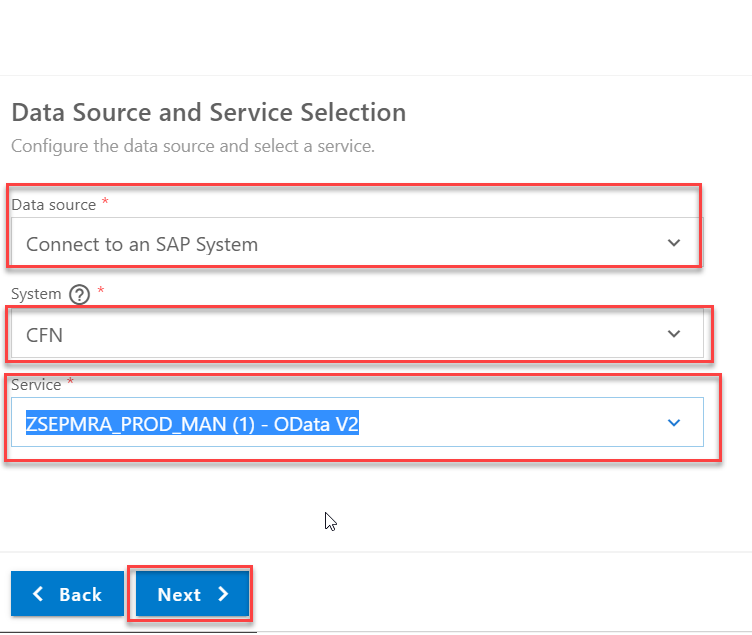 Data Source and Service Selection
Configure the data source and select a service.
Data source *
Connect to an SAP System
System ? *
CFN
Service *
ZSEPMRA_PROD_MAN (1) - OData V2
Back
Next